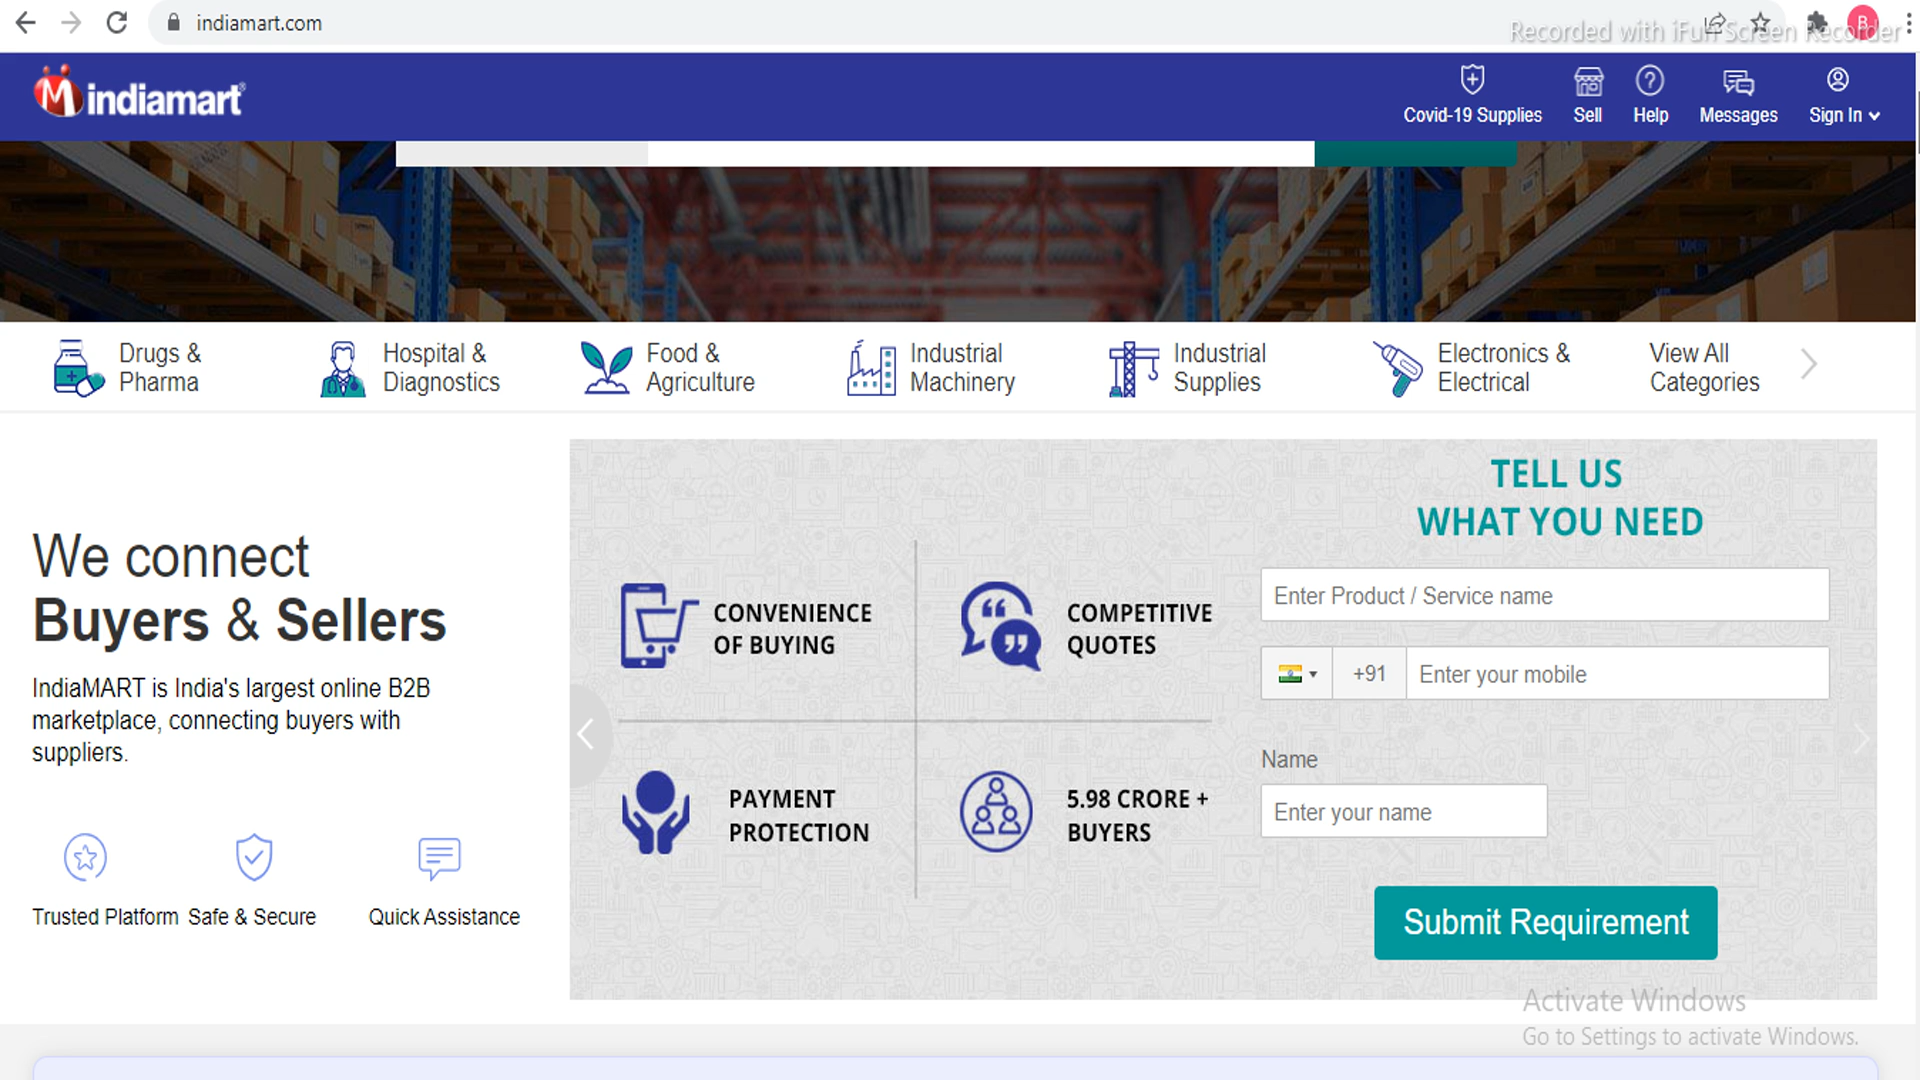 indiamart.com
B
Recorded with iFun Screen Recorder
M indiamart®
Covid-19 Supplies
Sell
Help
Messages
Sign In
Drugs &
Pharma
Hospital &
Diagnostics
Food &
Agriculture
Industrial
Machinery
Industrial
Supplies
Electronics &
Electrical
View All
Categories
We connect
Buyers & Sellers
IndiaMART is India's largest online B2B
marketplace, connecting buyers with
suppliers.
Trusted Platform
Safe & Secure
Quick Assistance
CONVENIENCE
OF BUYING
COMPETITIVE
QUOTES
PAYMENT
PROTECTION
5.98 CRORE +
BUYERS
TELL US
WHAT YOU NEED
Enter Product / Service name
+91
Enter your mobile
Name
Enter your name
Submit Requirement
Activate Windows
Go to Settings to activate Windows.